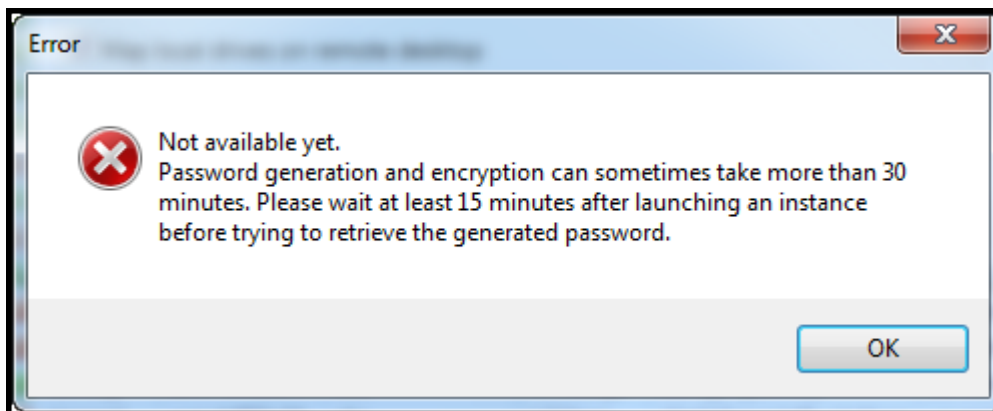 Error
Not available yet.
Password generation and encryption can sometimes take more than 30
minutes. Please wait at least 15 minutes after launching an instance
before trying to retrieve the generated password.
OK